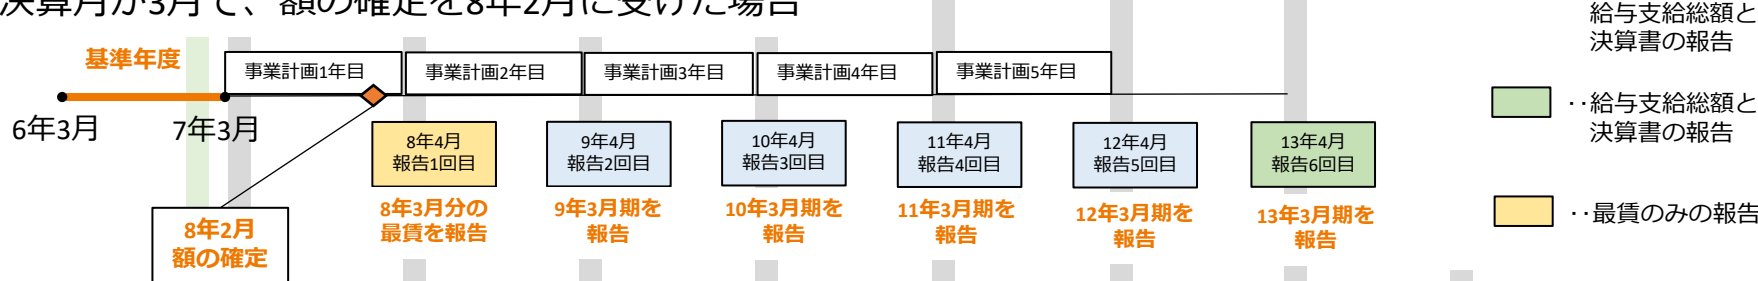 決算月が3月で、額の確定を8年2月に受けた場合
基準年度
事業計画1年目
事業計画2年目
事業計画3年目
事業計画4年目
事業計画5年目
6年3月
7年3月
8年4月
報告1回目
9年4月
報告2回目
10年4月
報告3回目
11年4月
報告4回目
12年4月
報告5回目
13年4月
報告6回目
8年3月分の
最賃を報告
9年3月期を
報告
10年3月期を
報告
11年3月期を
報告
12年3月期を
報告
13年3月期を
報告
8年2月
額の確定
給与支給総額と
決算書の報告
‥給与支給総額と
決算書の報告
‥最賃のみの報告